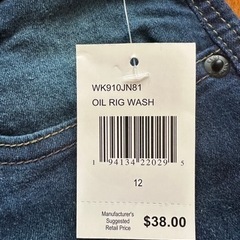 WK910JN81
OIL RIG WASH
1 94134 22029 5
12
Manufacturer's
Suggested
Retail Price
$38.00